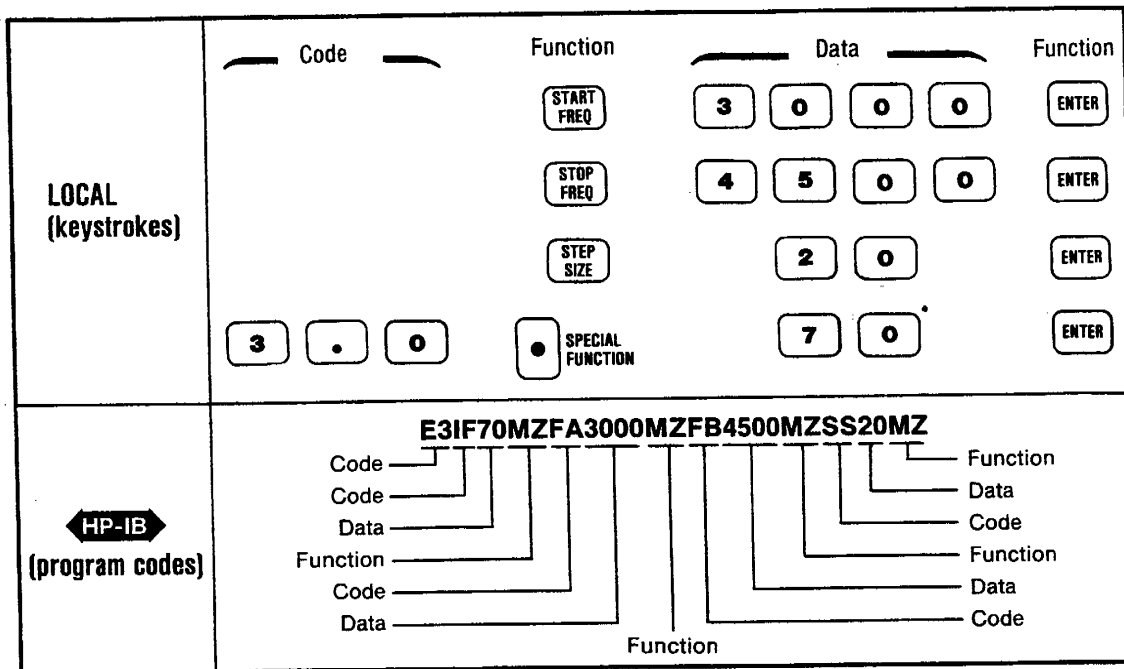 Code Function Data Function
START FREQ 3 0 0 0 ENTER
LOCAL (keystrokes)
STOP FREQ 4 5 0 0 ENTER
STEP SIZE 2 0 ENTER
3 . 0 SPECIAL FUNCTION 7 0 ENTER
HP-IB (program codes)
E3IF70MZFA3000MZFB4500MZSS20MZ
Code
Code
Data
Function
Code
Data
Function
Function
Data
Code
Function
Data
Code